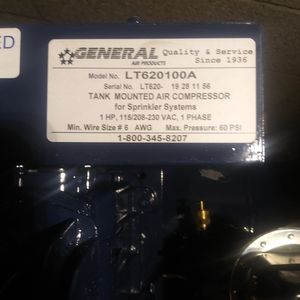 ED
GENERAL
AIR PRODUCTS
Quality & Service
Since 1936
Model No. LT620100A
Serial No. LT620- 19 28 11 56
TANK MOUNTED AIR COMPRESSOR
for Sprinkler Systems
1 HP, 115/208-230 VAC, 1 PHASE
Min. Wire Size # 6 AWG Max. Pressure: 60 PSI
1-800-345-8207